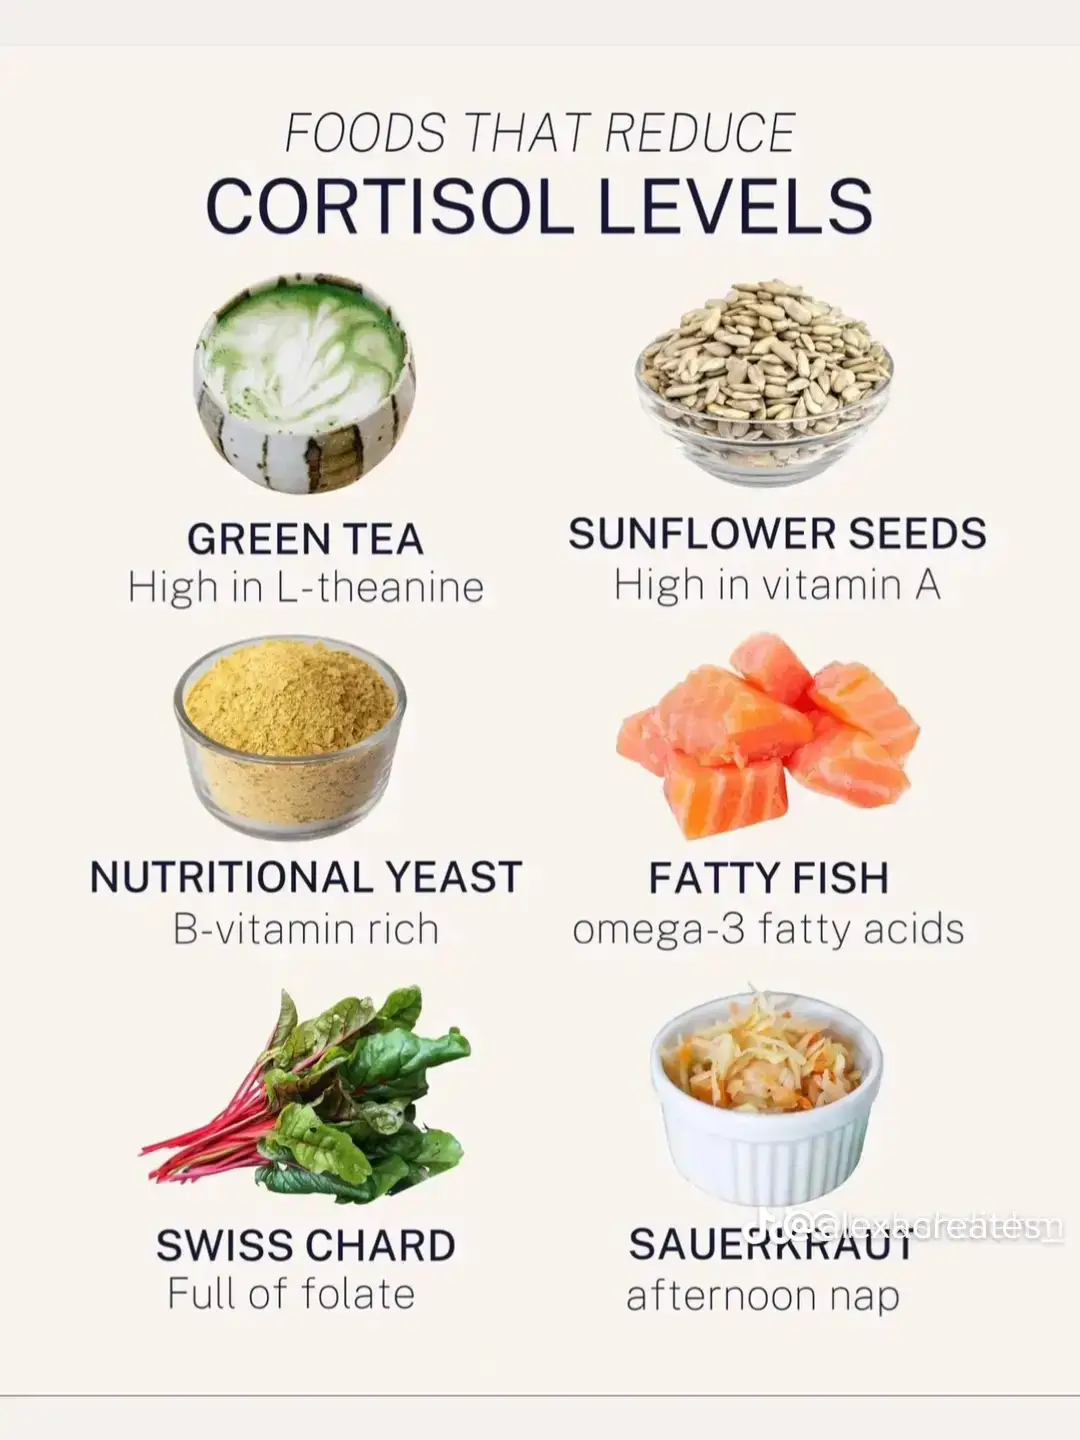 FOODS THAT REDUCE
CORTISOL LEVELS
GREEN TEA
High in L-theanine
SUNFLOWER SEEDS
High in vitamin A
NUTRITIONAL YEAST
B-vitamin rich
FATTY FISH
omega-3 fatty acids
SWISS CHARD
Full of folate
SAUERKRAUT
afternoon nap